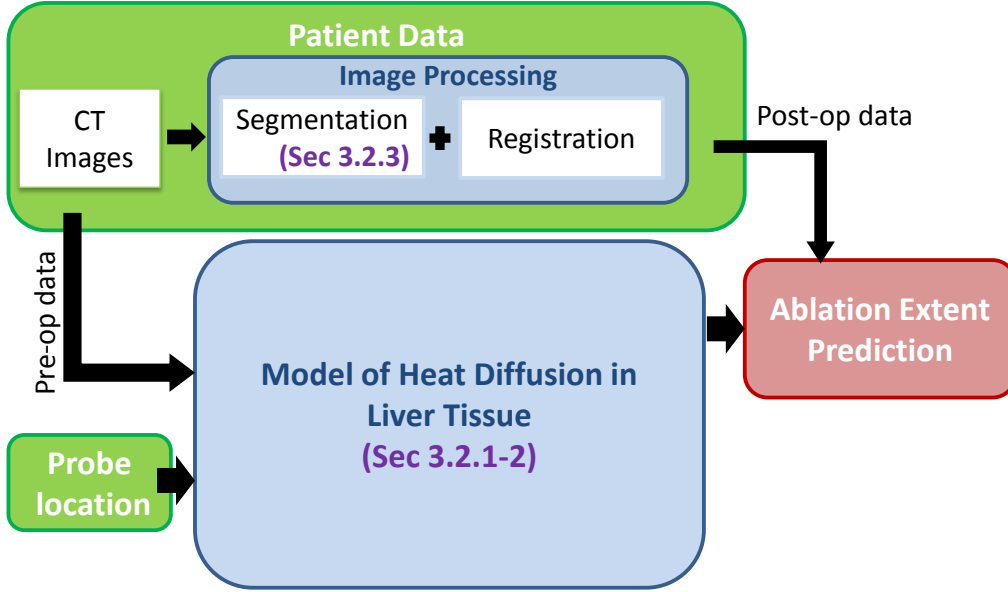 Patient Data
Image Processing
CT
Images
Segmentation
(Sec 3.2.3)
Registration
Post-op data
Pre-op data
Model of Heat Diffusion in
Liver Tissue
(Sec 3.2.1-2)
Ablation Extent
Prediction
Probe
location